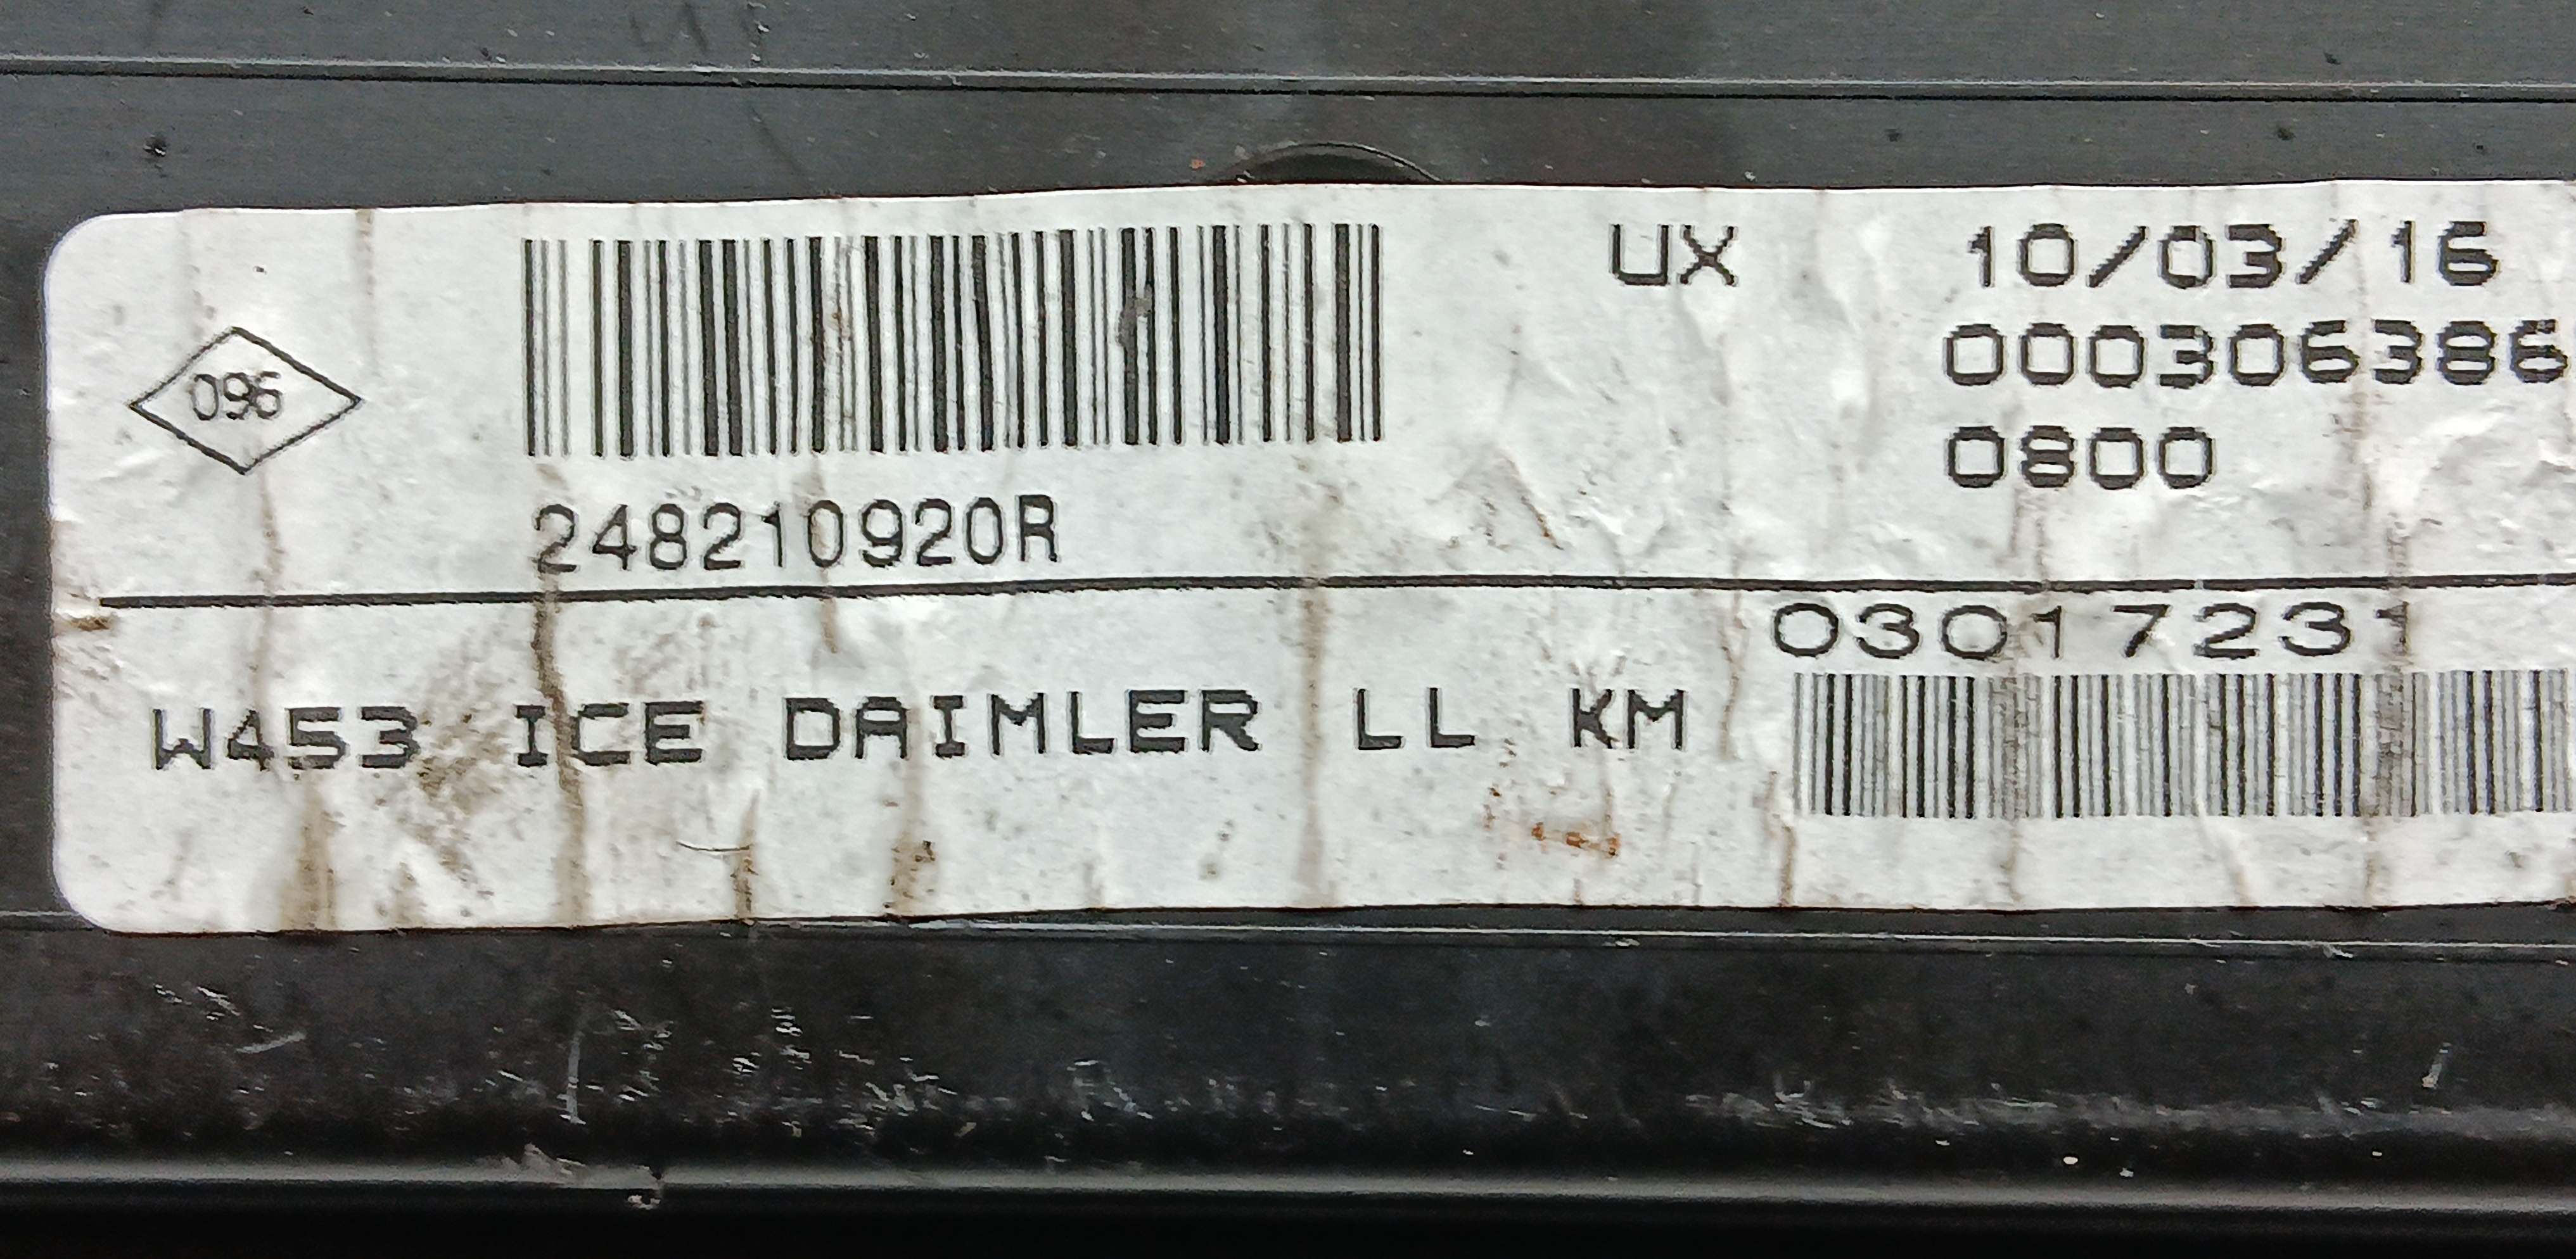 096
248210920R
UX 10/03/16
000306386
0800
03017231
W453 ICE DAIMLER LL KM